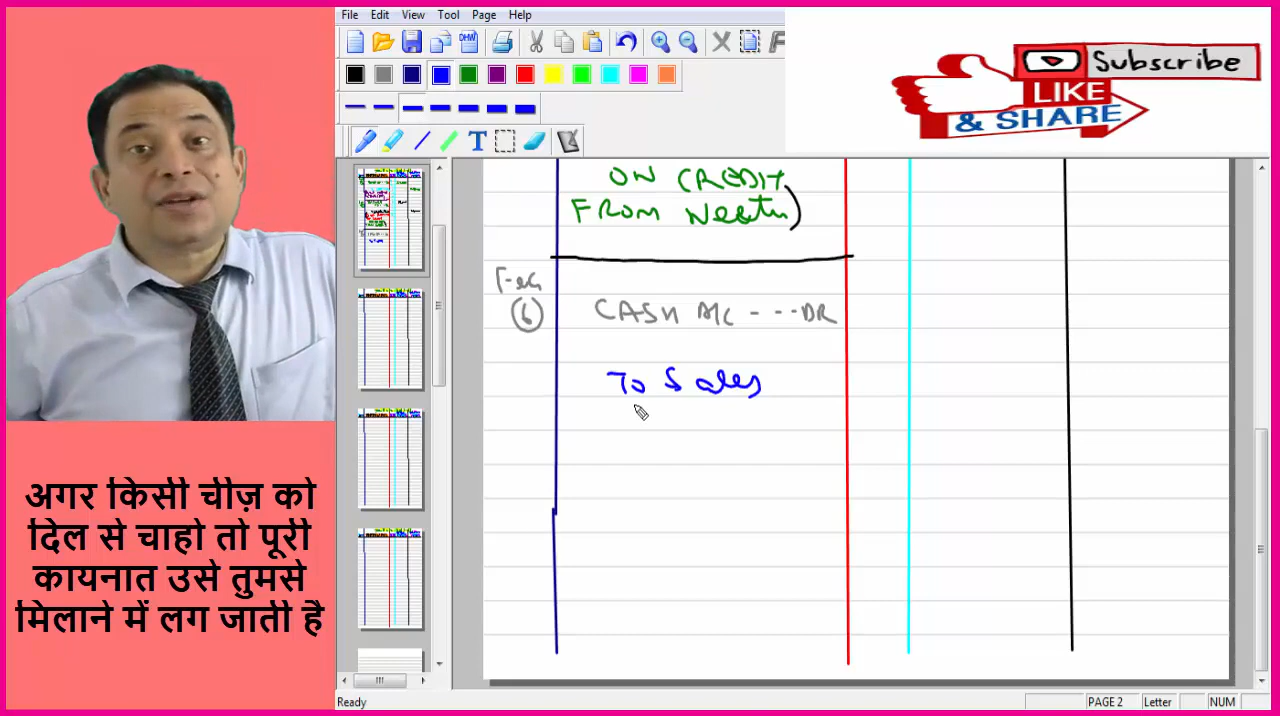 File Edit View Tool Page Help
Subscribe
LIKE
& SHARE
ON CREDIT
FROM Neetu)
6 CASH A/C - - - DR
To Sales
अगर किसी चीज़ को
दिल से चाहो तो पूरी
कायनात उसे तुमसे
मिलाने में लग जाती है
Ready PAGE 2 Letter NUM